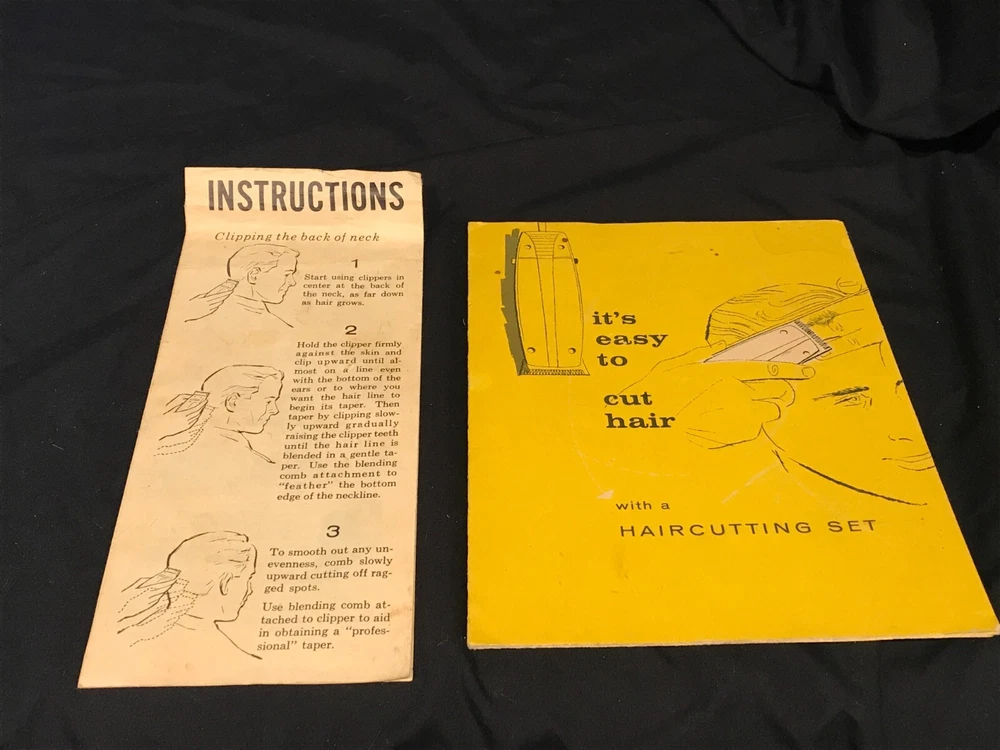 INSTRUCTIONS
Clipping the back of neck
1
Start using clippers in
center at the back of
the neck, as far down
as hair grows.
2
Hold the clipper firmly
against the skin and
clip upward until al-
most on a line even
with the bottom of the
ears or to where you
want the hair line to
begin its taper. Then
taper by clipping slow-
ly upward gradually
raising the clipper teeth
until the hair line is
blended in a gentle ta-
per. Use the blending
comb attachment to
"feather" the bottom
edge of the neckline.
3
To smooth out any un-
evenness, comb slowly
upward cutting off rag-
ged spots.
Use blending comb at-
tached to clipper to aid
in obtaining a "profes-
sional" taper.
it's
easy
to
cut
hair
with a
HAIRCUTTING SET